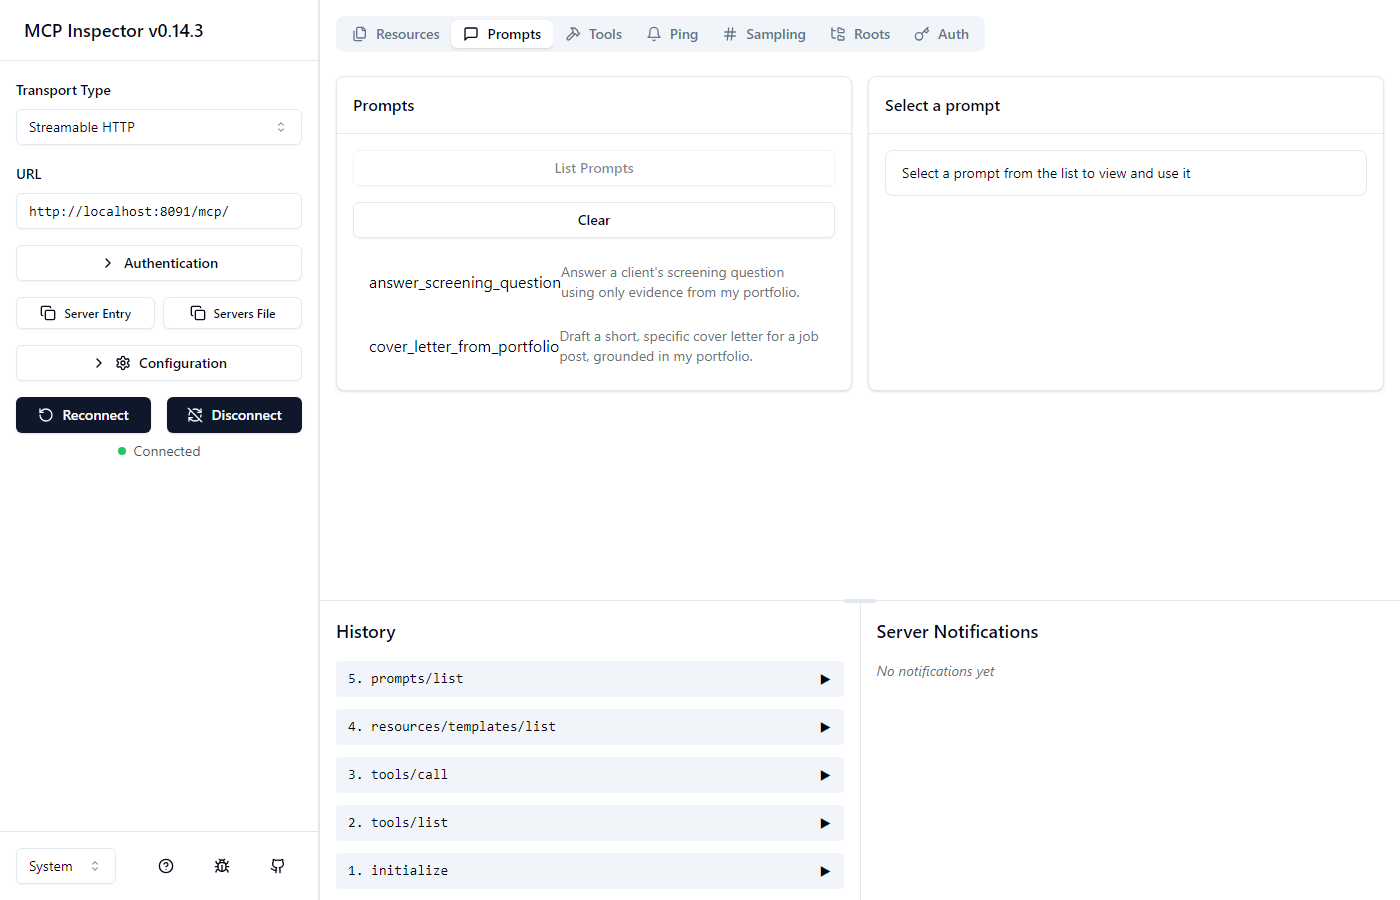 MCP Inspector v0.14.3
Transport Type
Streamable HTTP
URL
http://localhost:8091/mcp/
Authentication
Server Entry
Servers File
Configuration
Reconnect
Disconnect
Connected
System
Resources
Prompts
Tools
Ping
Sampling
Roots
Auth
Prompts
List Prompts
Clear
answer_screening_question
Answer a client's screening question
using only evidence from my portfolio.
cover_letter_from_portfolio
Draft a short, specific cover letter for a job
post, grounded in my portfolio.
Select a prompt
Select a prompt from the list to view and use it
History
5. prompts/list
4. resources/templates/list
3. tools/call
2. tools/list
1. initialize
Server Notifications
No notifications yet